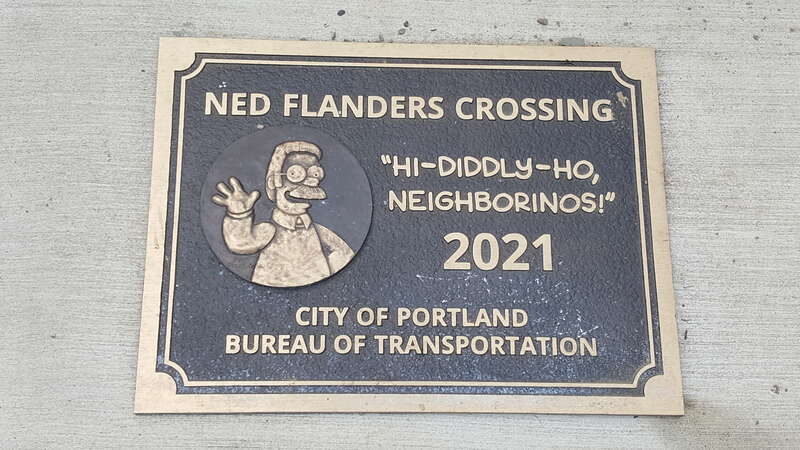 NED FLANDERS CROSSING
"HI-DIDDLY-HO,
NEIGHBORINOS!"
2021
CITY OF PORTLAND
BUREAU OF TRANSPORTATION